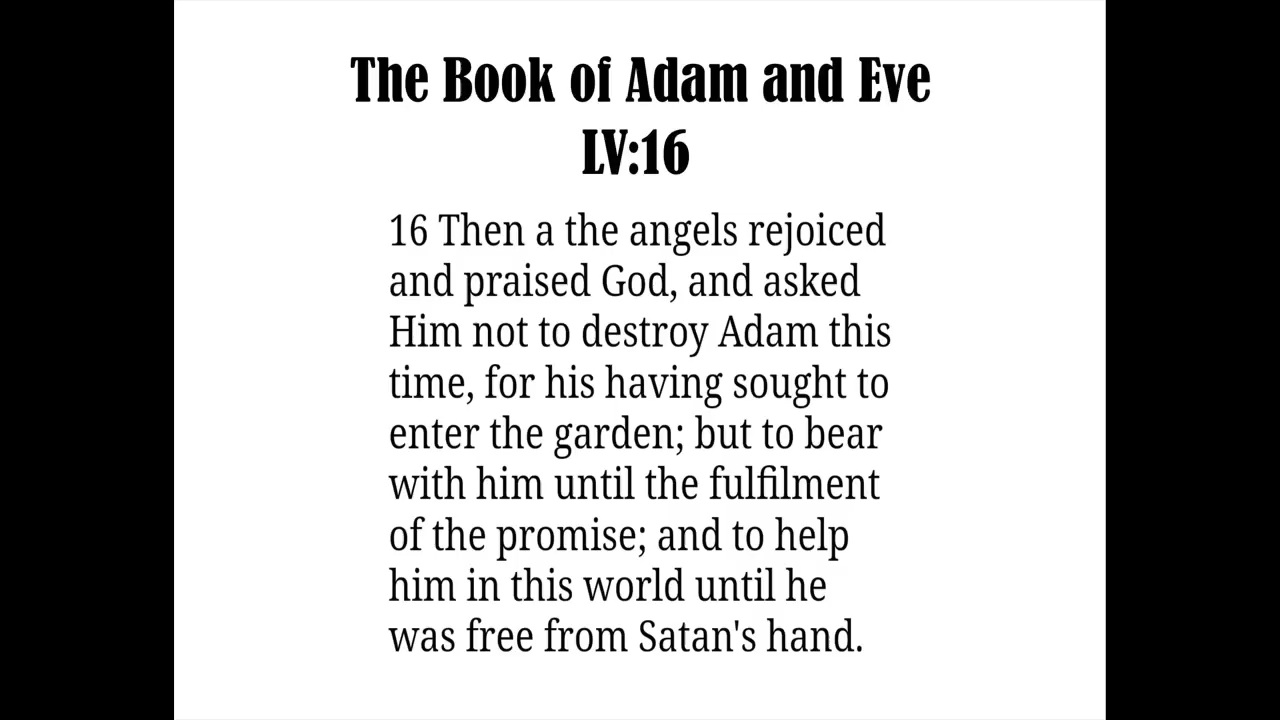 The Book of Adam and Eve
LV:16
16 Then a the angels rejoiced
and praised God, and asked
Him not to destroy Adam this
time, for his having sought to
enter the garden; but to bear
with him until the fulfilment
of the promise; and to help
him in this world until he
was free from Satan's hand.